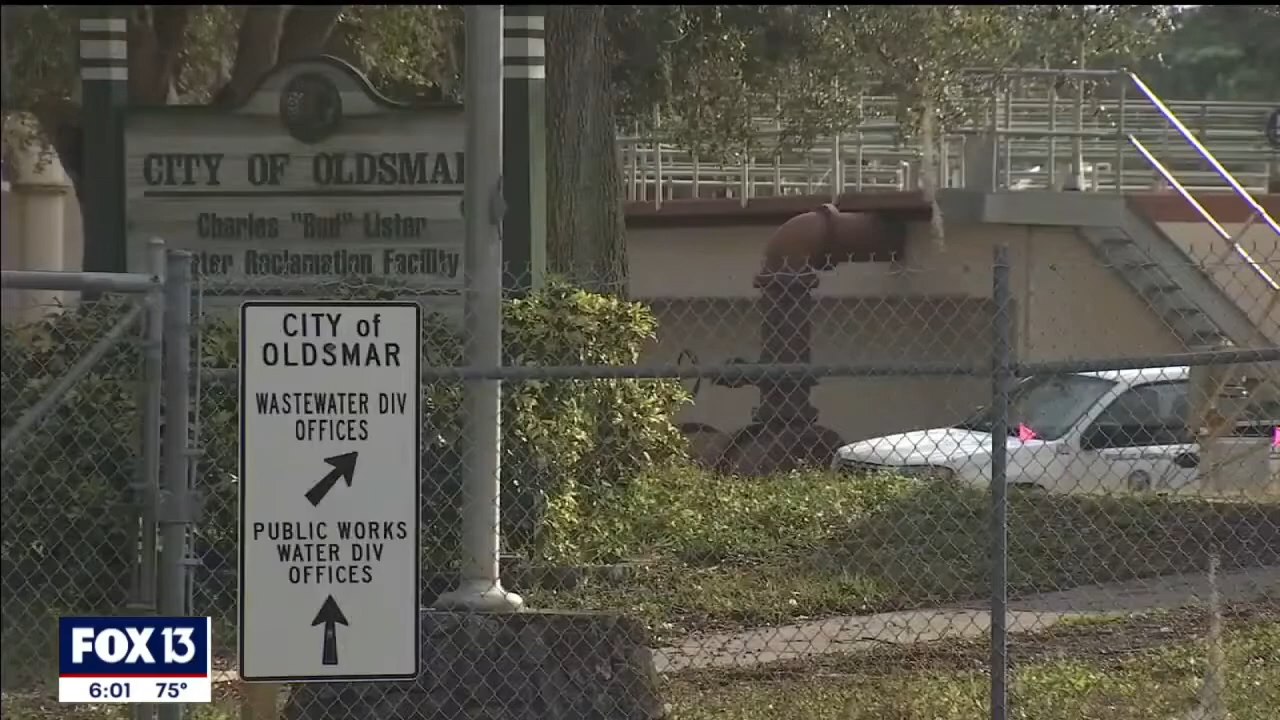 CITY OF OLDSMAR
Charles "Bud" Lister
Water Reclamation Facility
CITY of
OLDSMAR
WASTEWATER DIV
OFFICES
PUBLIC WORKS
WATER DIV
OFFICES
FOX 13
6:01 75°